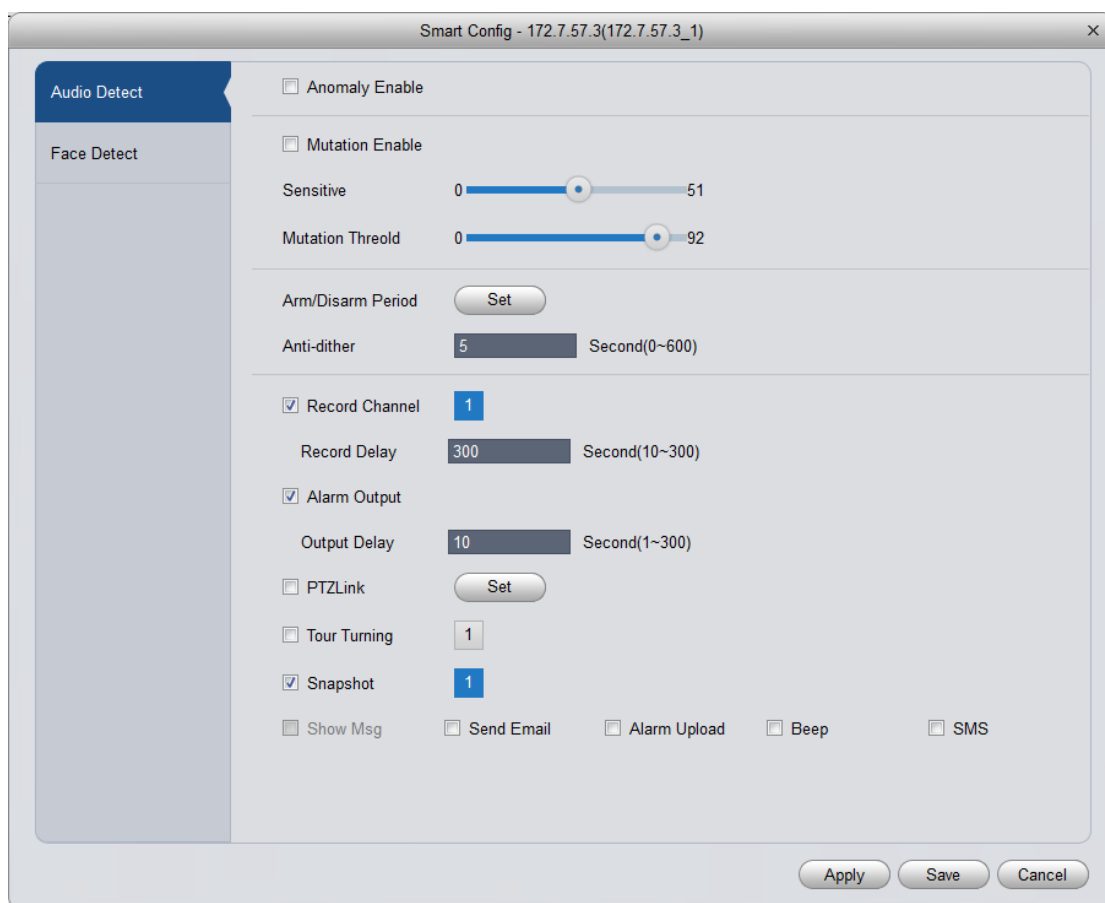 Smart Config - 172.7.57.3(172.7.57.3_1)
Audio Detect
Face Detect
Anomaly Enable
Mutation Enable
Sensitive 0 51
Mutation Threold 0 92
Arm/Disarm Period Set
Anti-dither 5 Second(0~600)
Record Channel 1
Record Delay 300 Second(10~300)
Alarm Output
Output Delay 10 Second(1~300)
PTZLink Set
Tour Turning 1
Snapshot 1
Show Msg Send Email Alarm Upload Beep SMS
Apply Save Cancel